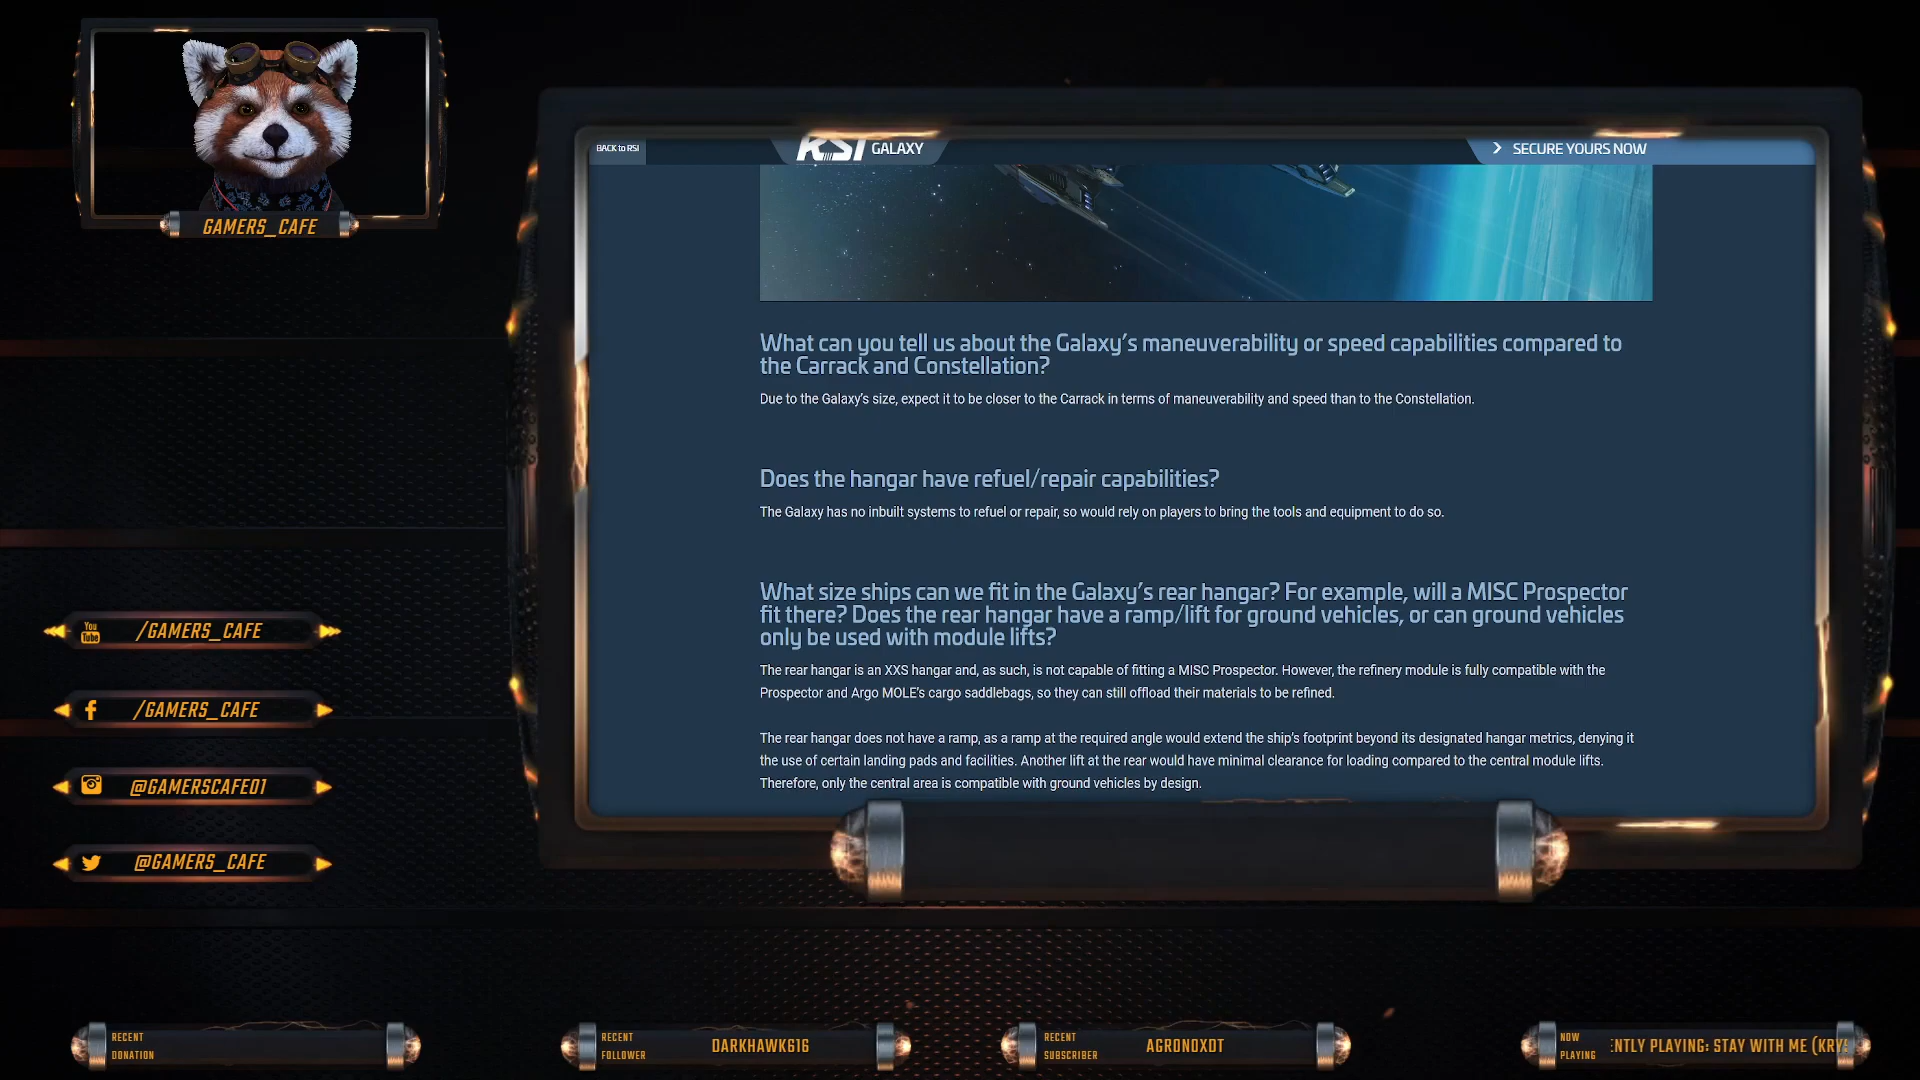 GAMERS_CAFE
BACK to RSI
RSI GALAXY
SECURE YOURS NOW
What can you tell us about the Galaxy's maneuverability or speed capabilities compared to
the Carrack and Constellation?
Due to the Galaxy's size, expect it to be closer to the Carrack in terms of maneuverability and speed than to the Constellation.
Does the hangar have refuel/repair capabilities?
The Galaxy has no inbuilt systems to refuel or repair, so would rely on players to bring the tools and equipment to do so.
What size ships can we fit in the Galaxy's rear hangar? For example, will a MISC Prospector
fit there? Does the rear hangar have a ramp/lift for ground vehicles, or can ground vehicles
only be used with module lifts?
The rear hangar is an XXS hangar and, as such, is not capable of fitting a MISC Prospector. However, the refinery module is fully compatible with the
Prospector and Argo MOLE's cargo saddlebags, so they can still offload their materials to be refined.
The rear hangar does not have a ramp, as a ramp at the required angle would extend the ship's footprint beyond its designated hangar metrics, denying it
the use of certain landing pads and facilities. Another lift at the rear would have minimal clearance for loading compared to the central module lifts.
Therefore, only the central area is compatible with ground vehicles by design.
You Tube /GAMERS_CAFE
/GAMERS_CAFE
@GAMERSCAFE01
@GAMERS_CAFE
RECENT
DONATION
RECENT
FOLLOWER
DARKHAWK616
RECENT
SUBSCRIBER
AGRONOXDT
NOW
PLAYING
NTLY PLAYING: STAY WITH ME (KRY